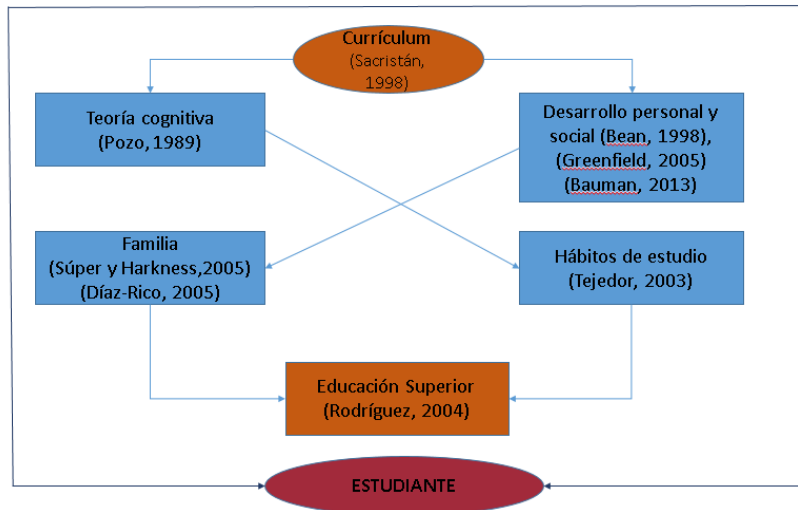 Currículum
(Sacristán,
1998)
Teoría cognitiva
(Pozo, 1989)
Desarrollo personal y
social (Bean, 1998),
(Greenfield, 2005)
(Bauman, 2013)
Familia
(Súper y Harkness,2005)
(Díaz-Rico, 2005)
Hábitos de estudio
(Tejedor, 2003)
Educación Superior
(Rodríguez, 2004)
ESTUDIANTE